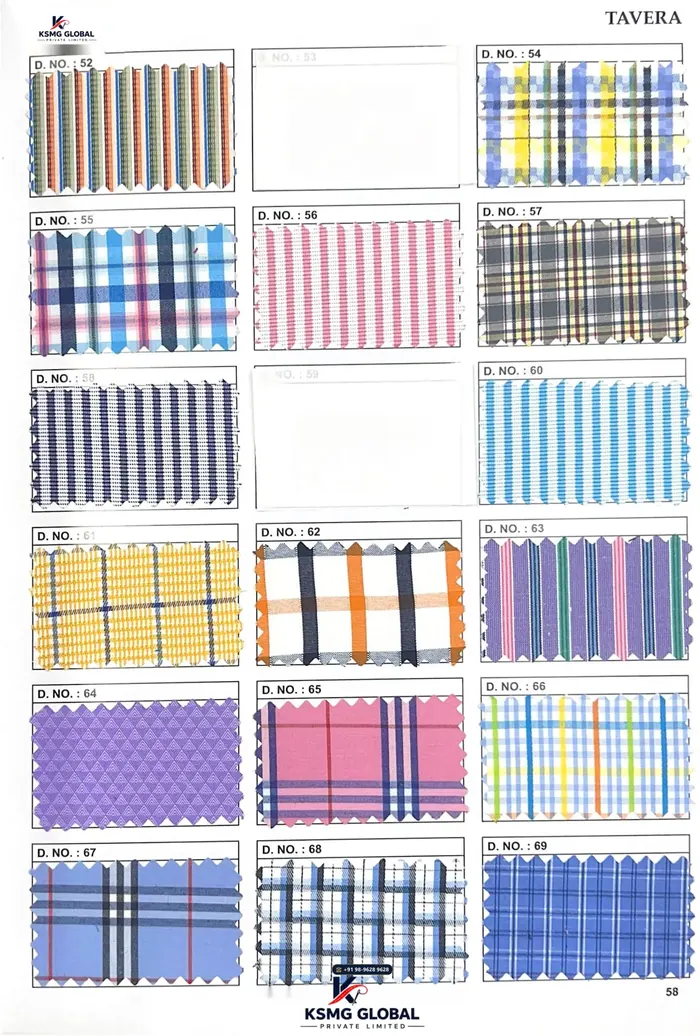 KSMG GLOBAL
PRIVATE LIMITED
TAVERA
D. NO. : 52
D. NO. : 53
D. NO. : 54
D. NO. : 55
D. NO. : 56
D. NO. : 57
D. NO. : 58
D. NO. : 59
D. NO. : 60
D. NO. : 61
D. NO. : 62
D. NO. : 63
D. NO. : 64
D. NO. : 65
D. NO. : 66
D. NO. : 67
D. NO. : 68
D. NO. : 69
+91 98-9628 9628
58
KSMG GLOBAL
PRIVATE LIMITED